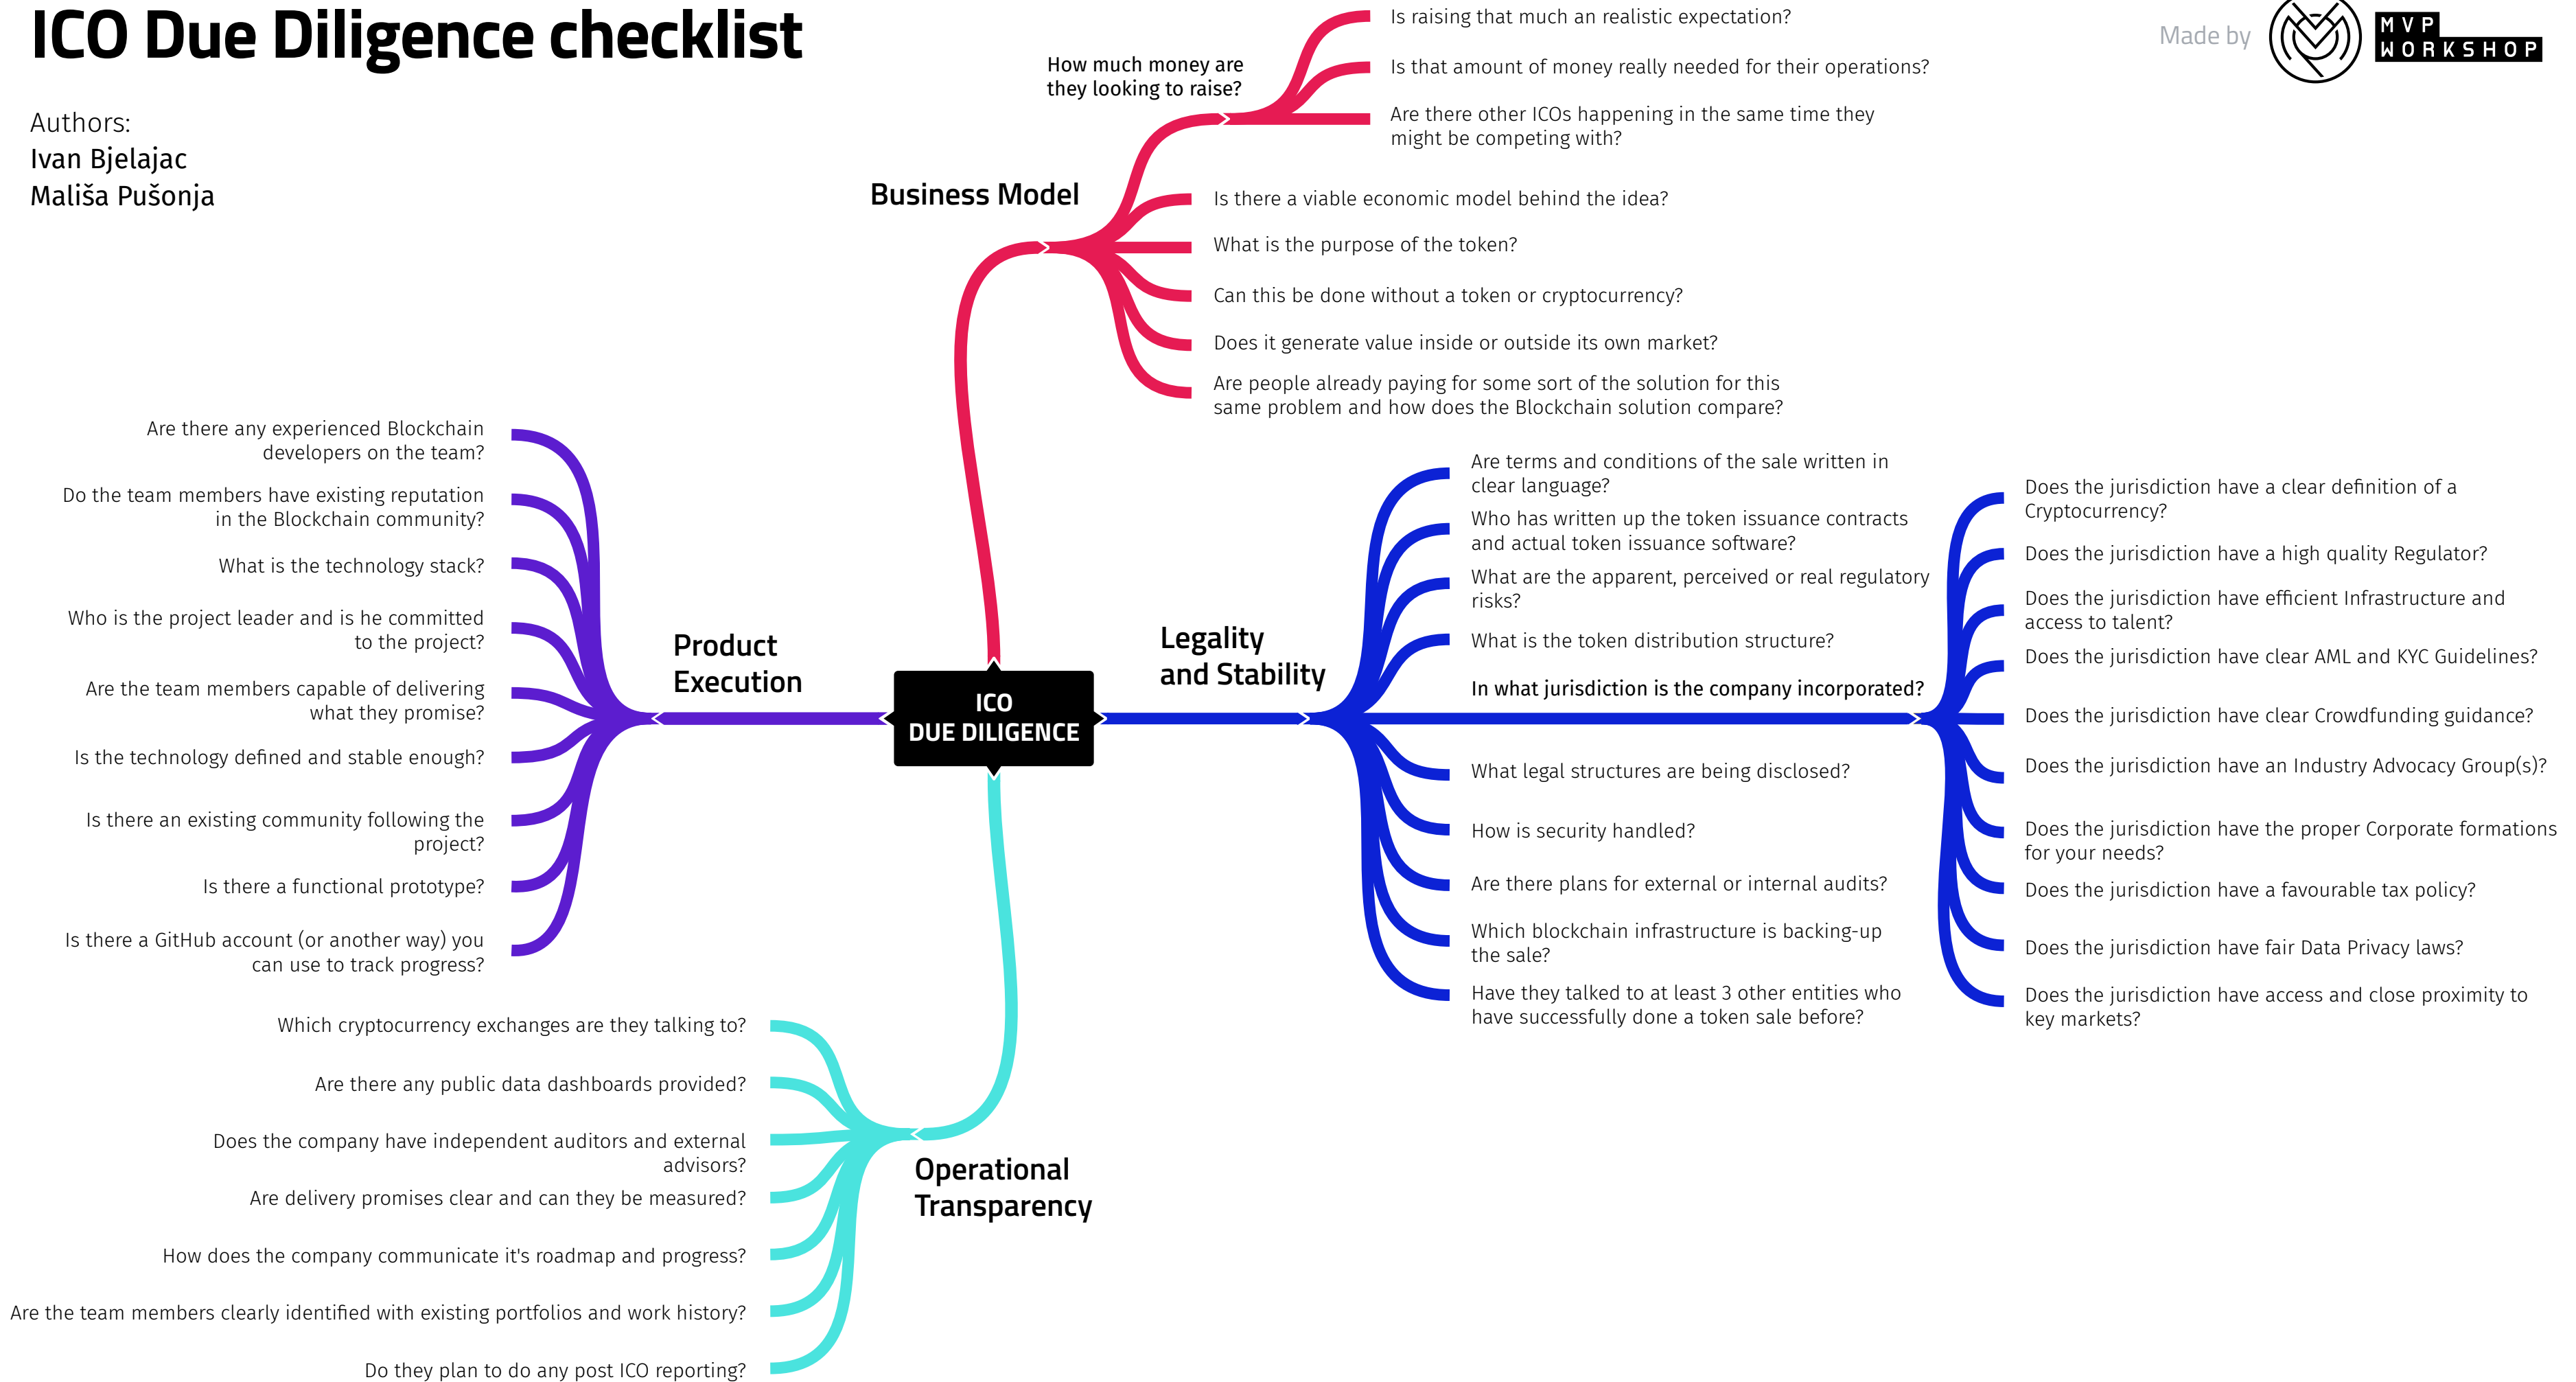 ICO Due Diligence checklist
Authors:
Ivan Bjelajac
Mališa Pušonja
Made by
MVP
WORKSHOP
How much money are
they looking to raise?
Is raising that much an realistic expectation?
Is that amount of money really needed for their operations?
Are there other ICOs happening in the same time they
might be competing with?
Business Model
Is there a viable economic model behind the idea?
What is the purpose of the token?
Can this be done without a token or cryptocurrency?
Does it generate value inside or outside its own market?
Are people already paying for some sort of the solution for this
same problem and how does the Blockchain solution compare?
Are there any experienced Blockchain
developers on the team?
Do the team members have existing reputation
in the Blockchain community?
What is the technology stack?
Who is the project leader and is he committed
to the project?
Are the team members capable of delivering
what they promise?
Is the technology defined and stable enough?
Is there an existing community following the
project?
Is there a functional prototype?
Is there a GitHub account (or another way) you
can use to track progress?
Product
Execution
ICO
DUE DILIGENCE
Legality
and Stability
Are terms and conditions of the sale written in
clear language?
Who has written up the token issuance contracts
and actual token issuance software?
What are the apparent, perceived or real regulatory
risks?
What is the token distribution structure?
In what jurisdiction is the company incorporated?
What legal structures are being disclosed?
How is security handled?
Are there plans for external or internal audits?
Which blockchain infrastructure is backing-up
the sale?
Have they talked to at least 3 other entities who
have successfully done a token sale before?
Does the jurisdiction have a clear definition of a
Cryptocurrency?
Does the jurisdiction have a high quality Regulator?
Does the jurisdiction have efficient Infrastructure and
access to talent?
Does the jurisdiction have clear AML and KYC Guidelines?
Does the jurisdiction have clear Crowdfunding guidance?
Does the jurisdiction have an Industry Advocacy Group(s)?
Does the jurisdiction have the proper Corporate formations
for your needs?
Does the jurisdiction have a favourable tax policy?
Does the jurisdiction have fair Data Privacy laws?
Does the jurisdiction have access and close proximity to
key markets?
Which cryptocurrency exchanges are they talking to?
Are there any public data dashboards provided?
Does the company have independent auditors and external
advisors?
Are delivery promises clear and can they be measured?
How does the company communicate it's roadmap and progress?
Are the team members clearly identified with existing portfolios and work history?
Do they plan to do any post ICO reporting?
Operational
Transparency